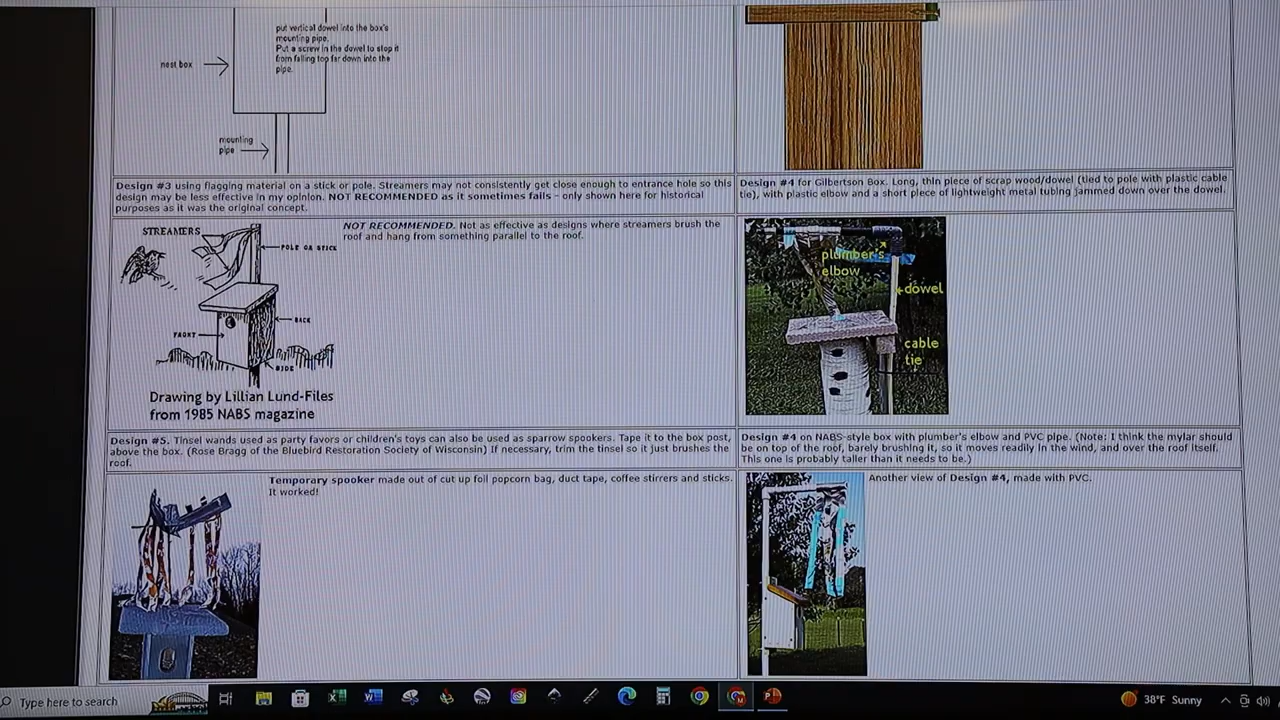 put vertical dowel into the box's
mounting pipe.
Put a screw in the dowel to stop it
from falling top far down into the
pipe.
nest box
mounting
pipe
Design #3 using flagging material on a stick or pole. Streamers may not consistently get close enough to entrance hole so this
design may be less effective in my opinion. NOT RECOMMENDED as it sometimes fails - only shown here for historical
purposes as it was the original concept.
Design #4 for Gilbertson Box. Long, thin piece of scrap wood/dowel (tied to pole with plastic cable
tie), with plastic elbow and a short piece of lightweight metal tubing jammed down over the dowel.
STREAMERS
POLE OR STICK
FRONT
BACK
SIDE
Drawing by Lillian Lund-Files
from 1985 NABS magazine
NOT RECOMMENDED. Not as effective as designs where streamers brush the
roof and hang from something parallel to the roof.
plumber's
elbow
dowel
cable
tie
Design #5. Tinsel wands used as party favors or children's toys can also be used as sparrow spookers. Tape it to the box post,
above the box. (Rose Bragg of the Bluebird Restoration Society of Wisconsin) If necessary, trim the tinsel so it just brushes the
roof.
Design #4 on NABS-style box with plumber's elbow and PVC pipe. (Note: I think the mylar should
be on top of the roof, barely brushing it, so it moves readily in the wind, and over the roof itself.
This one is probably taller than it needs to be.)
Temporary spooker made out of cut up foil popcorn bag, duct tape, coffee stirrers and sticks.
It worked!
Another view of Design #4, made with PVC.
Type here to search
38°F Sunny